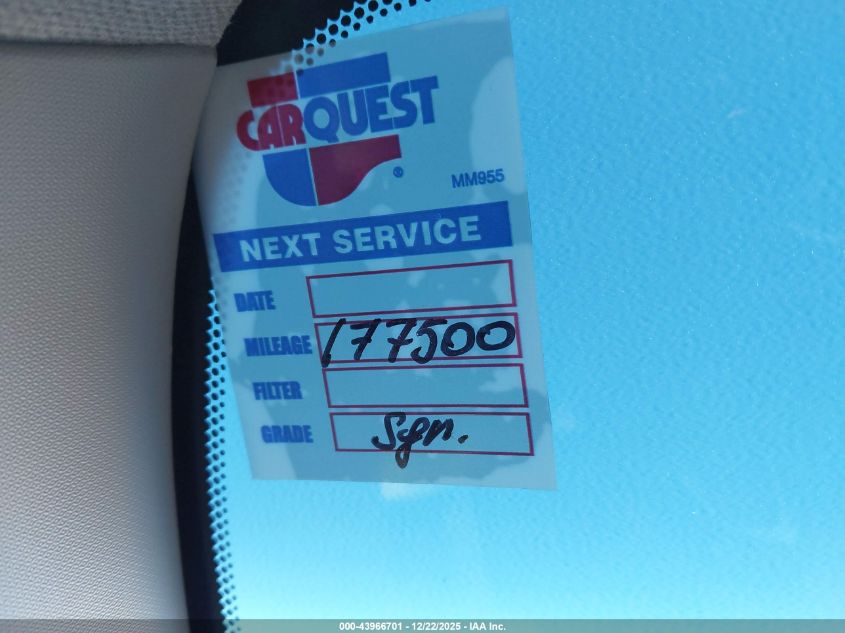 CARQUEST
®
MM955
NEXT SERVICE
DATE
MILEAGE 177500
FILTER
GRADE Syn.
000-43966701 - 12/22/2025 - IAA Inc.